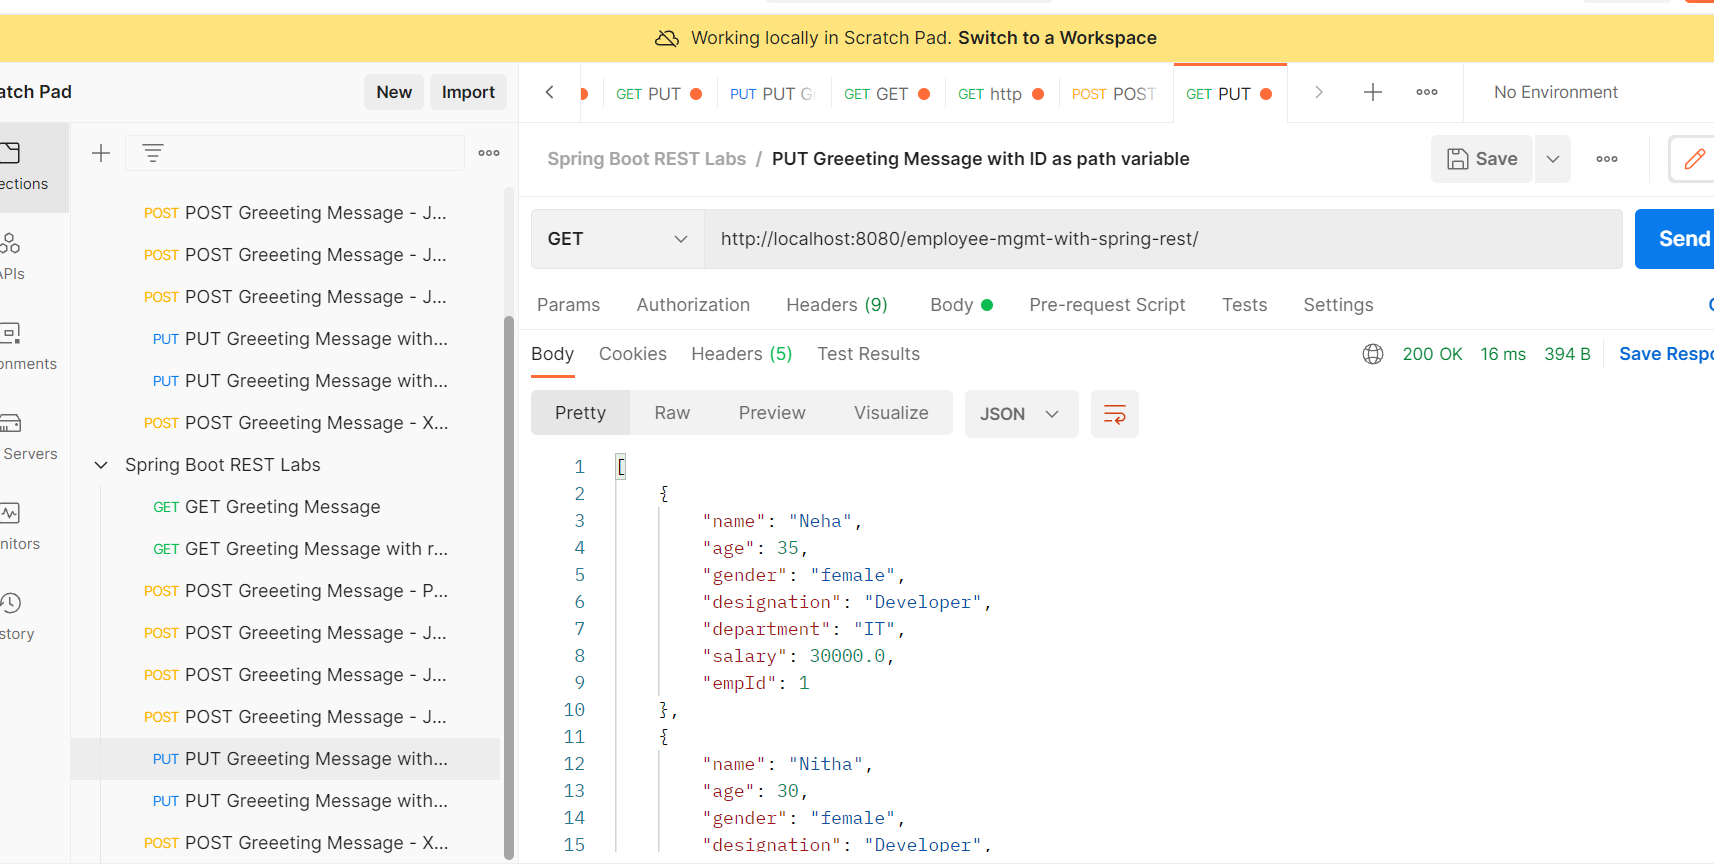 Working locally in Scratch Pad. Switch to a Workspace
atch Pad
New
Import
GET PUT
PUT PUT G
GET GET
GET http
POST POST
GET PUT
No Environment
ections
APIs
onments
Servers
nitors
story
POST POST Greeeting Message - J...
POST POST Greeeting Message - J...
POST POST Greeeting Message - J...
PUT PUT Greeeting Message with...
PUT PUT Greeeting Message with...
POST POST Greeeting Message - X...
Spring Boot REST Labs
GET GET Greeting Message
GET GET Greeting Message with r...
POST POST Greeeting Message - P...
POST POST Greeeting Message - J...
POST POST Greeeting Message - J...
POST POST Greeeting Message - J...
PUT PUT Greeeting Message with...
PUT PUT Greeeting Message with...
POST POST Greeeting Message - X...
Spring Boot REST Labs / PUT Greeeting Message with ID as path variable
Save
GET
http://localhost:8080/employee-mgmt-with-spring-rest/
Send
Params Authorization Headers (9) Body Pre-request Script Tests Settings
Body Cookies Headers (5) Test Results
200 OK 16 ms 394 B Save Respo
Pretty Raw Preview Visualize JSON
1 [
2 {
3 "name": "Neha",
4 "age": 35,
5 "gender": "female",
6 "designation": "Developer",
7 "department": "IT",
8 "salary": 30000.0,
9 "empId": 1
10 },
11 {
12 "name": "Nitha",
13 "age": 30,
14 "gender": "female",
15 "designation": "Developer",